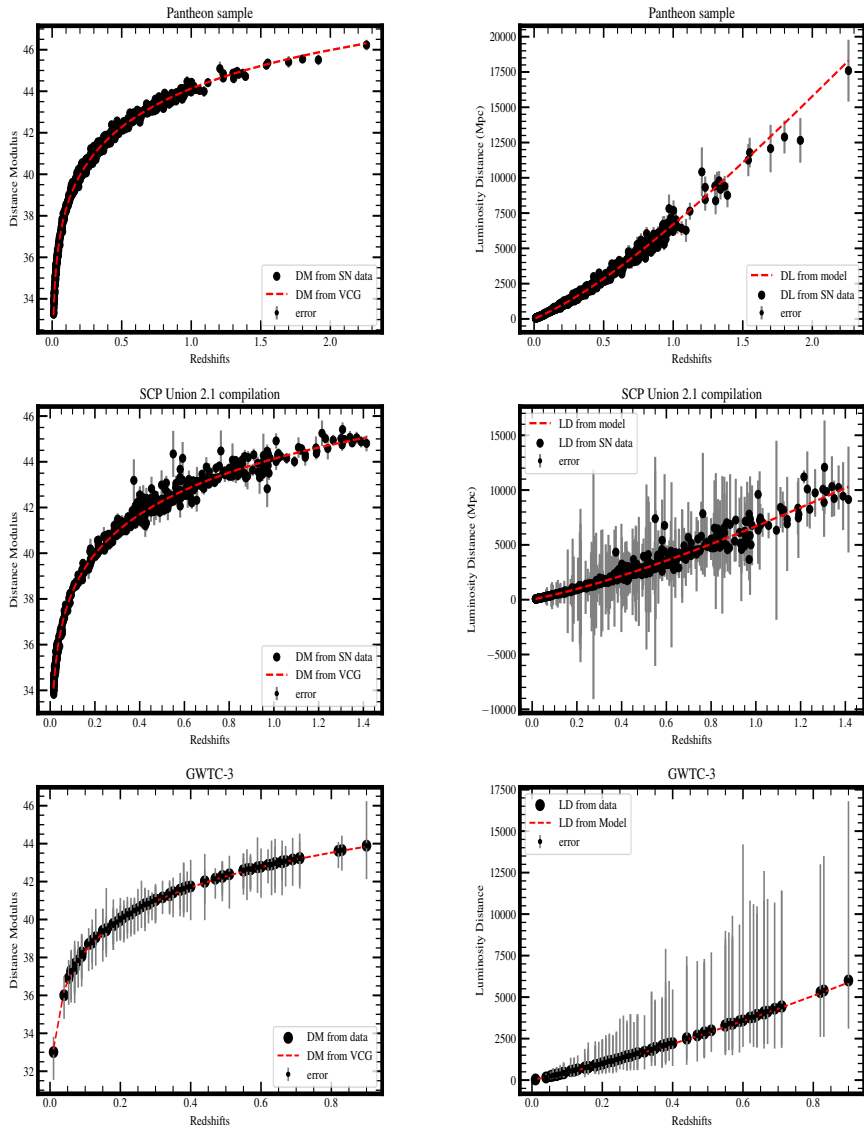 Pantheon sample
Distance Modulus
46
44
42
40
38
36
34
DM from SN data
DM from VCG
error
0.0 0.5 1.0 1.5 2.0
Redshifts
Pantheon sample
Luminosity Distance (Mpc)
20000
17500
15000
12500
10000
7500
5000
2500
0
DL from model
DL from SN data
error
0.0 0.5 1.0 1.5 2.0
Redshifts
SCP Union 2.1 compilation
Distance Modulus
46
44
42
40
38
36
34
DM from SN data
DM from VCG
error
0.0 0.2 0.4 0.6 0.8 1.0 1.2 1.4
Redshifts
SCP Union 2.1 compilation
Luminosity Distance (Mpc)
LD from model
LD from SN data
error
15000
10000
5000
0
−5000
−10000
0.0 0.2 0.4 0.6 0.8 1.0 1.2 1.4
Redshifts
GWTC-3
Distance Modulus
46
44
42
40
38
36
34
32
DM from data
DM from VCG
error
0.0 0.2 0.4 0.6 0.8
Redshifts
GWTC-3
Luminosity Distance
LD from data
LD from Model
error
17500
15000
12500
10000
7500
5000
2500
0
0.0 0.2 0.4 0.6 0.8
Redshifts